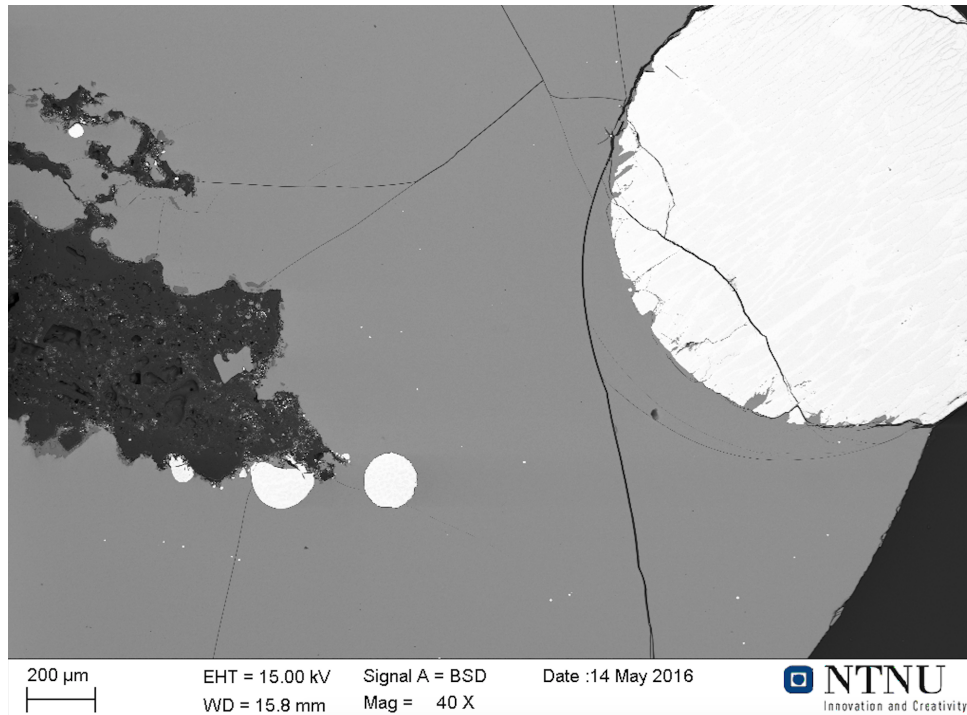 200 µm
EHT = 15.00 kV
WD = 15.8 mm
Signal A = BSD
Mag = 40 X
Date :14 May 2016
NTNU
Innovation and Creativity